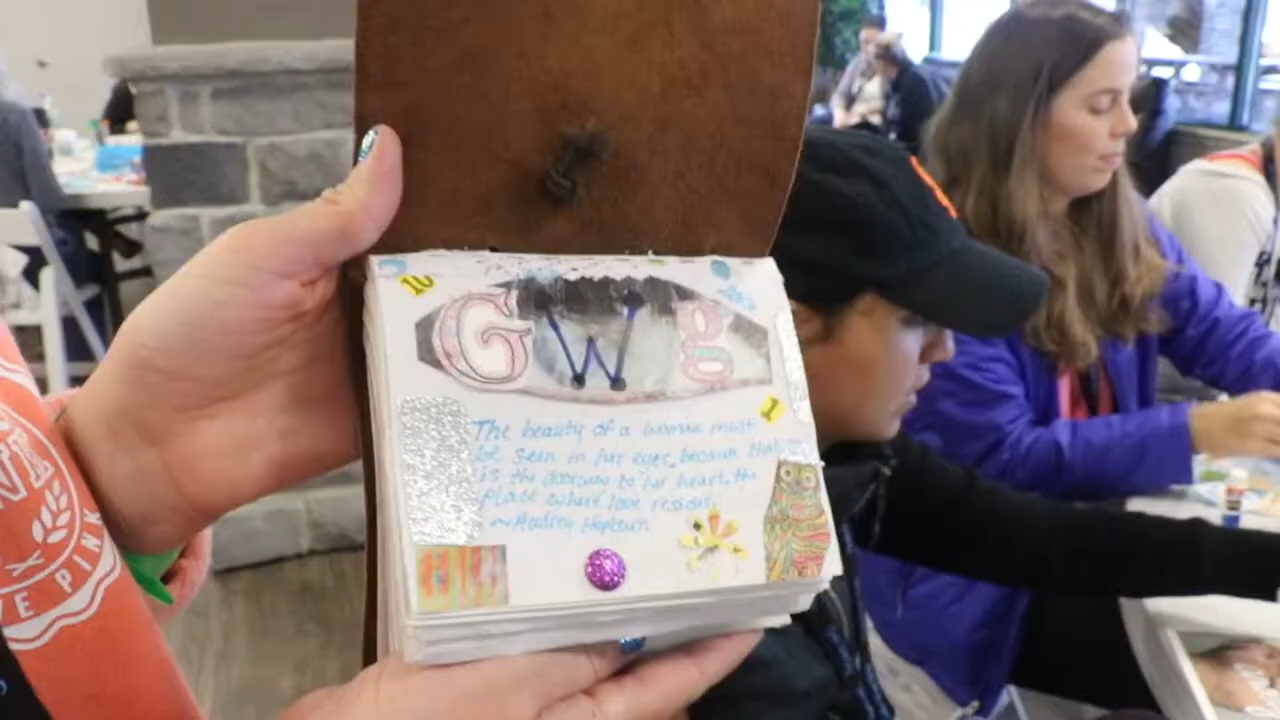 10
GWg
1
The beauty of a woman must
be seen in her eyes, because that
is the doorway to her heart, the
place where love resides.
~Audrey Hepburn
E PINK